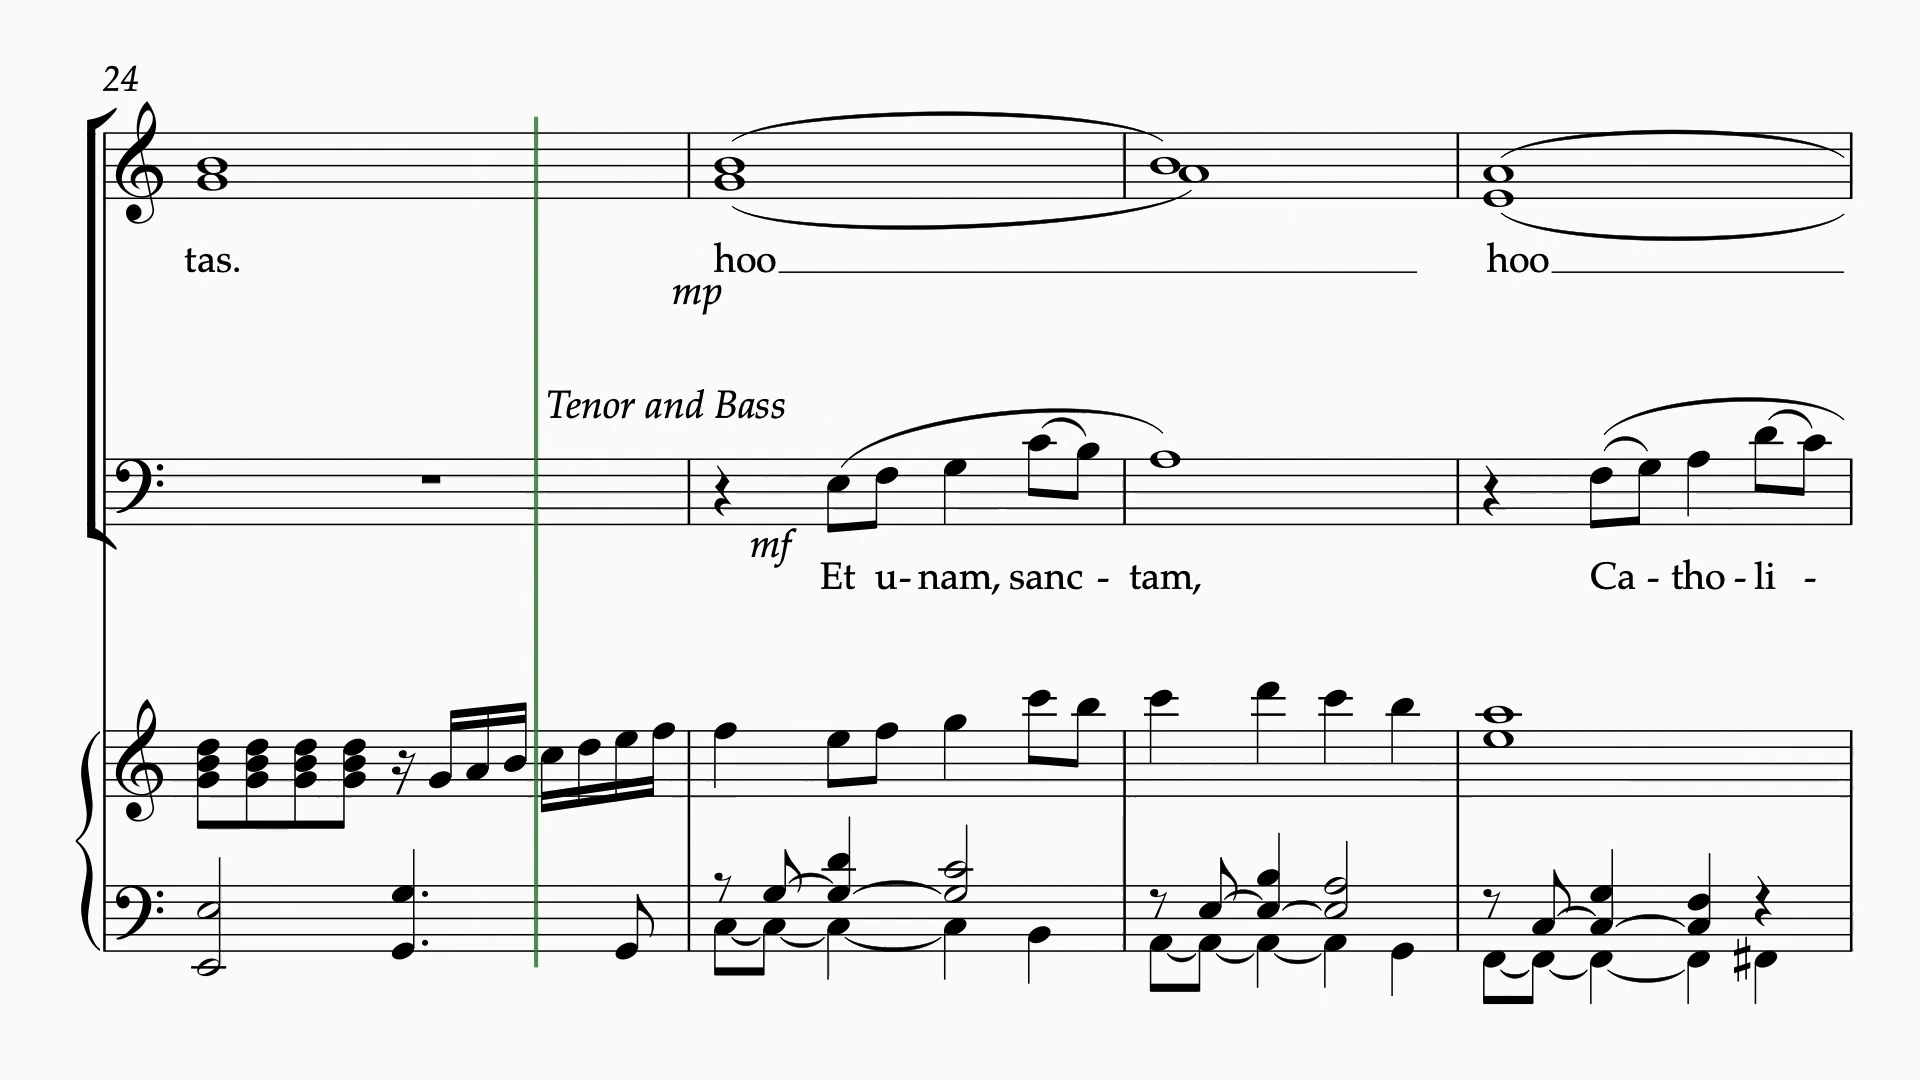 24
tas. hoo hoo
mp
Tenor and Bass
mf
Et u- nam, sanc - tam, Ca - tho - li -